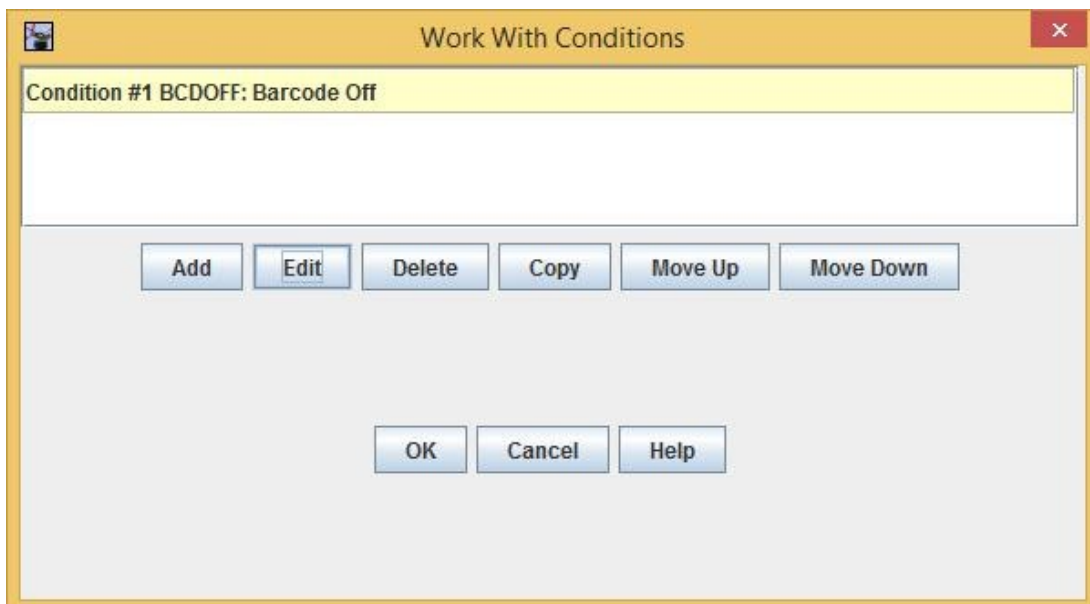 Work With Conditions
Condition #1 BCDOFF: Barcode Off
Add Edit Delete Copy Move Up Move Down
OK Cancel Help